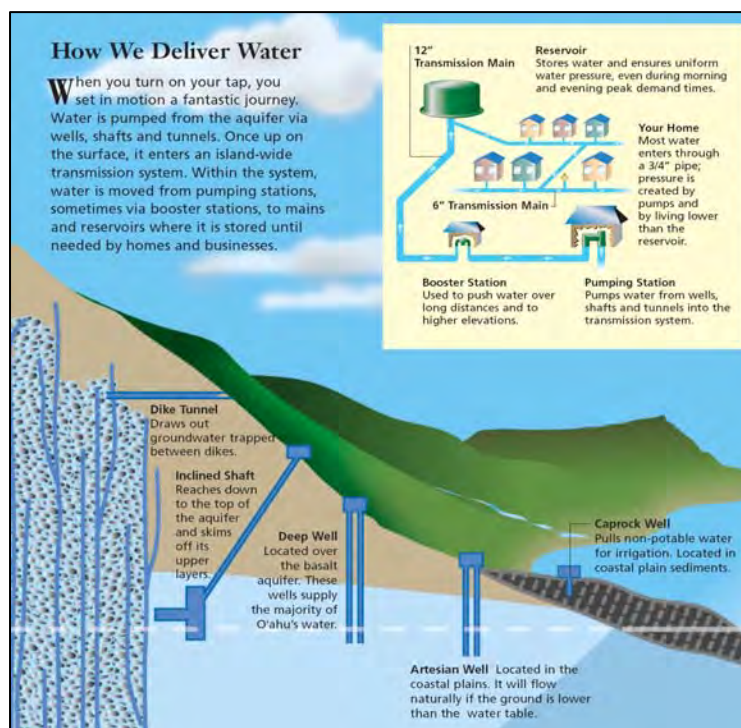 How We Deliver Water
When you turn on your tap, you
set in motion a fantastic journey.
Water is pumped from the aquifer via
wells, shafts and tunnels. Once up on
the surface, it enters an island-wide
transmission system. Within the system,
water is moved from pumping stations,
sometimes via booster stations, to mains
and reservoirs where it is stored until
needed by homes and businesses.
12"
Transmission Main
Reservoir
Stores water and ensures uniform
water pressure, even during morning
and evening peak demand times.
Your Home
Most water
enters through
a 3/4" pipe;
pressure is
created by
pumps and
by living lower
than the
reservoir.
6" Transmission Main
Booster Station
Used to push water over
long distances and to
higher elevations.
Pumping Station
Pumps water from wells,
shafts and tunnels into the
transmission system.
Dike Tunnel
Draws out
groundwater trapped
between dikes.
Inclined Shaft
Reaches down
to the top of
the aquifer
and skims
off its
upper
layers.
Deep Well
Located over
the basalt
aquifer. These
wells supply
the majority of
O'ahu's water.
Caprock Well
Pulls non-potable water
for irrigation. Located in
coastal plain sediments.
Artesian Well Located in the
coastal plains. It will flow
naturally if the ground is lower
than the water table.